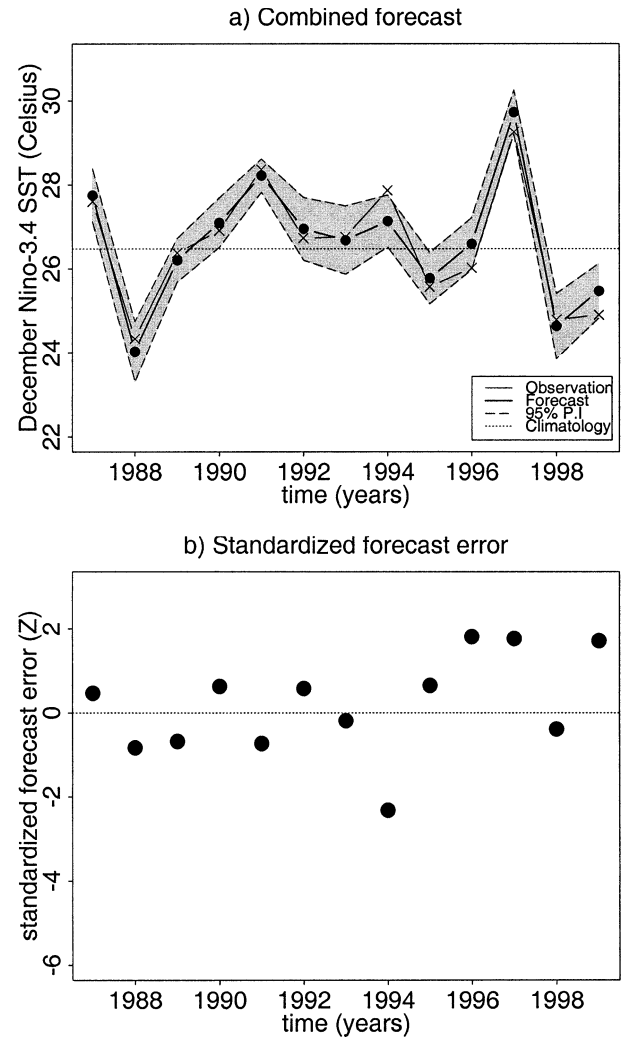 a) Combined forecast
December Nino-3.4 SST (Celsius)
30
28
26
24
22
Observation
Forecast
95% P.I
Climatology
1988 1990 1992 1994 1996 1998
time (years)
b) Standardized forecast error
standardized forecast error (Z)
2
0
-2
-4
-6
1988 1990 1992 1994 1996 1998
time (years)